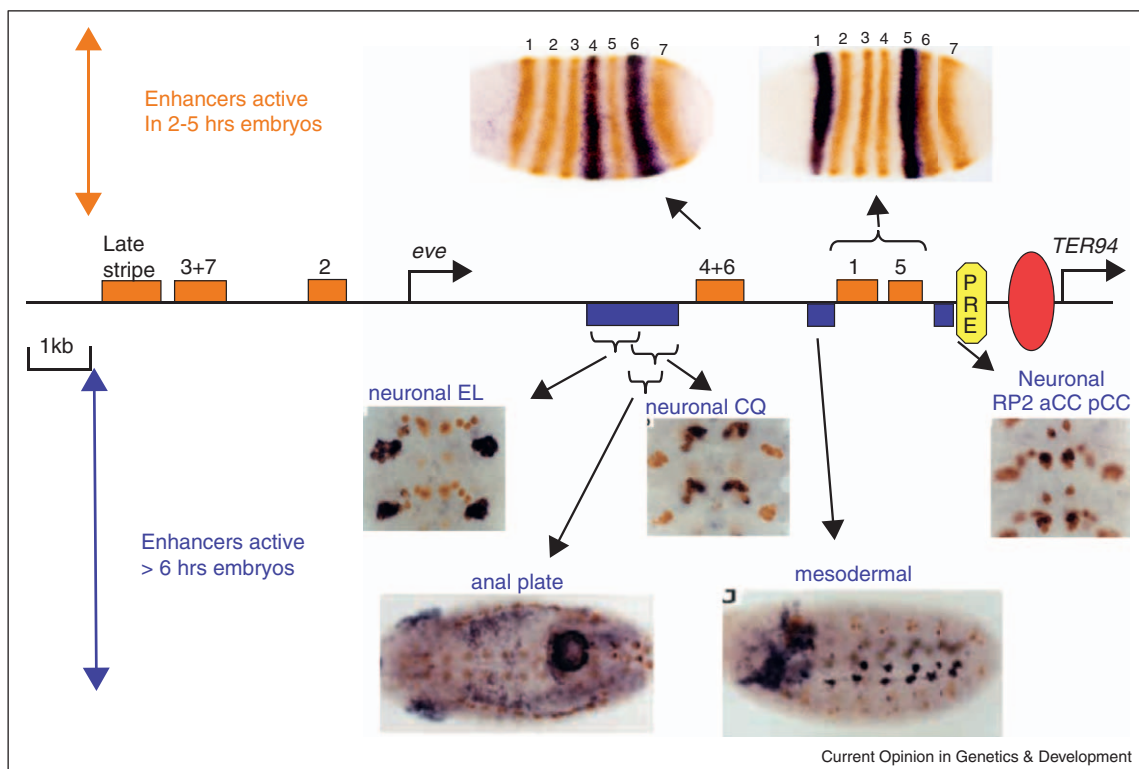 1 2 3 4 5 6 7
1 2 3 4 5 6 7
Enhancers active
In 2-5 hrs embryos
Late
stripe
3+7
2
eve
4+6
1
5
PRE
TER94
1kb
neuronal EL
neuronal CQ
Neuronal
RP2 aCC pCC
Enhancers active
> 6 hrs embryos
anal plate
mesodermal
J
Current Opinion in Genetics & Development